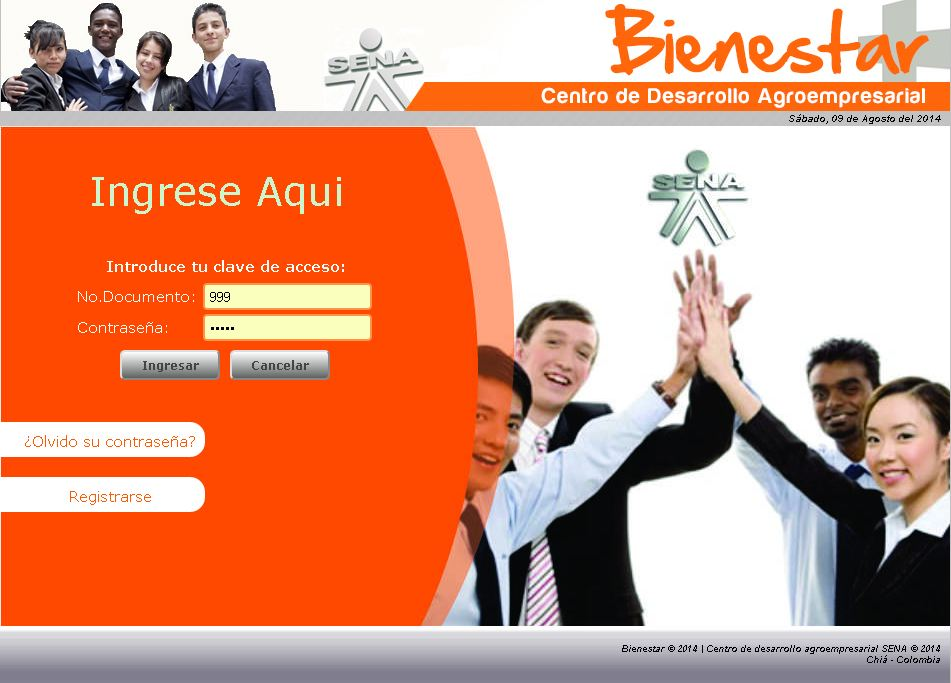 SENA
Bienestar
Centro de Desarrollo Agroempresarial
Sábado, 09 de Agosto del 2014
Ingrese Aqui
SENA
Introduce tu clave de acceso:
No.Documento: 999
Contraseña: •••••
Ingresar Cancelar
¿Olvido su contraseña?
Registrarse
Bienestar © 2014 | Centro de desarrollo agroempresarial SENA © 2014
Chiá - Colombia